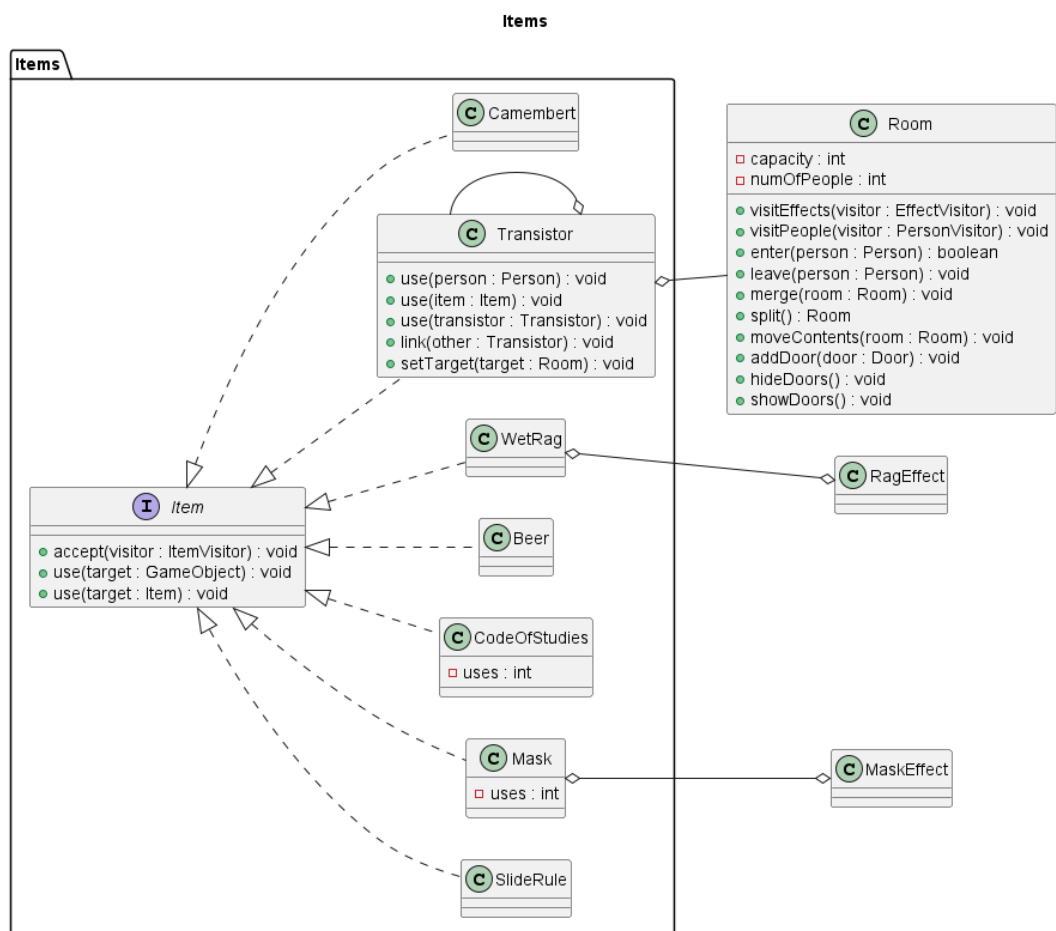 Items
Items
C Camembert
C Transistor
use(person : Person) : void
use(item : Item) : void
use(transistor : Transistor) : void
link(other : Transistor) : void
setTarget(target : Room) : void
C Room
capacity : int
numOfPeople : int
visitEffects(visitor : EffectVisitor) : void
visitPeople(visitor : PersonVisitor) : void
enter(person : Person) : boolean
leave(person : Person) : void
merge(room : Room) : void
split() : Room
moveContents(room : Room) : void
addDoor(door : Door) : void
hideDoors() : void
showDoors() : void
C WetRag
C RagEffect
I Item
accept(visitor : ItemVisitor) : void
use(target : GameObject) : void
use(target : Item) : void
C Beer
C CodeOfStudies
uses : int
C Mask
uses : int
C MaskEffect
C SlideRule